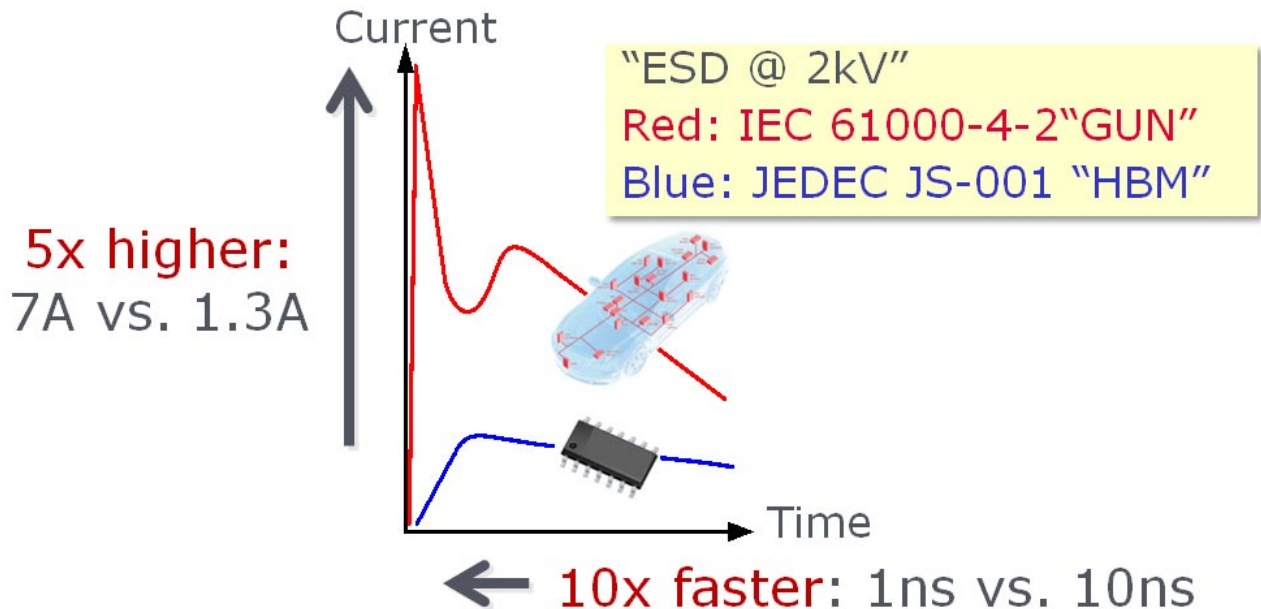 Current
“ESD @ 2kV”
Red: IEC 61000-4-2“GUN”
Blue: JEDEC JS-001 “HBM”
5x higher:
7A vs. 1.3A
Time
10x faster: 1ns vs. 10ns